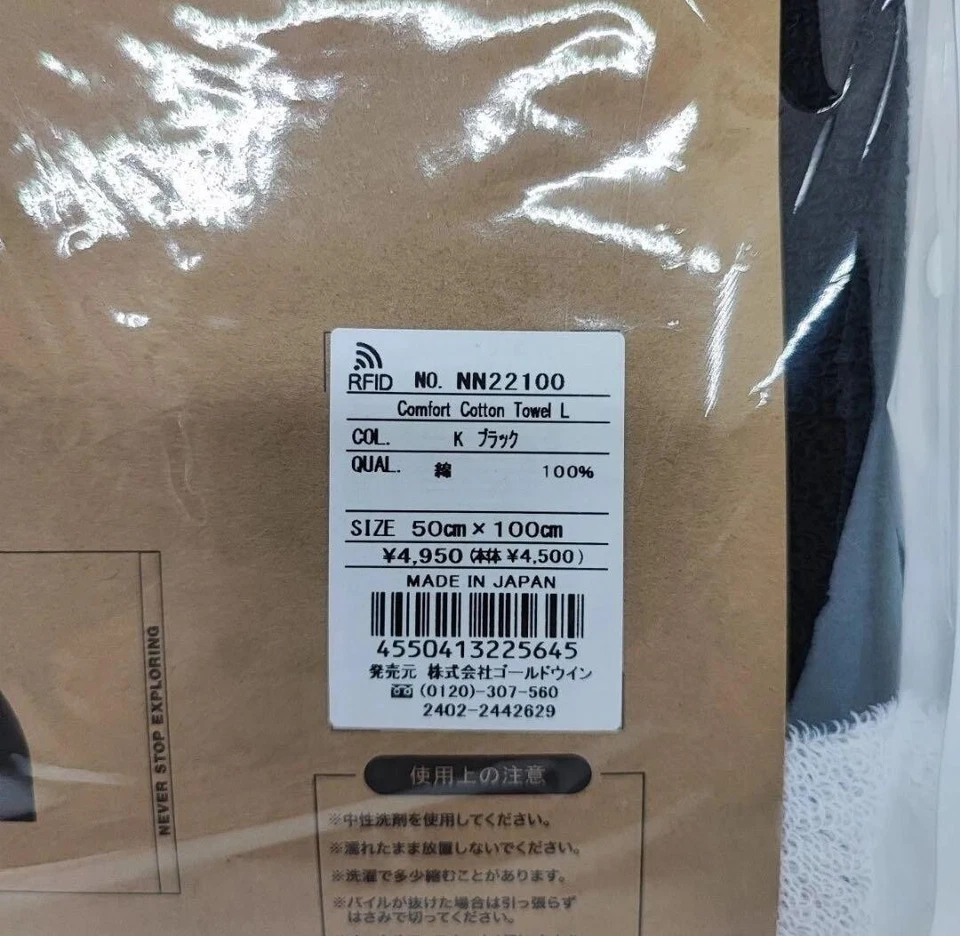 RFID NO. NN22100
Comfort Cotton Towel L
COL. K ブラック
QUAL. 綿 100%
SIZE 50cm×100cm
¥4,950(本体 ¥4,500)
MADE IN JAPAN
4550413225645
発売元 株式会社ゴールドウイン
(0120)-307-560
2402-2442629
NEVER STOP EXPLORING
使用上の注意
※中性洗剤を使用してください。
※濡れたまま放置しないでください。
※洗濯で多少縮むことがあります。
※パイルが抜けた場合は引っ張らず
はさみで切ってください。